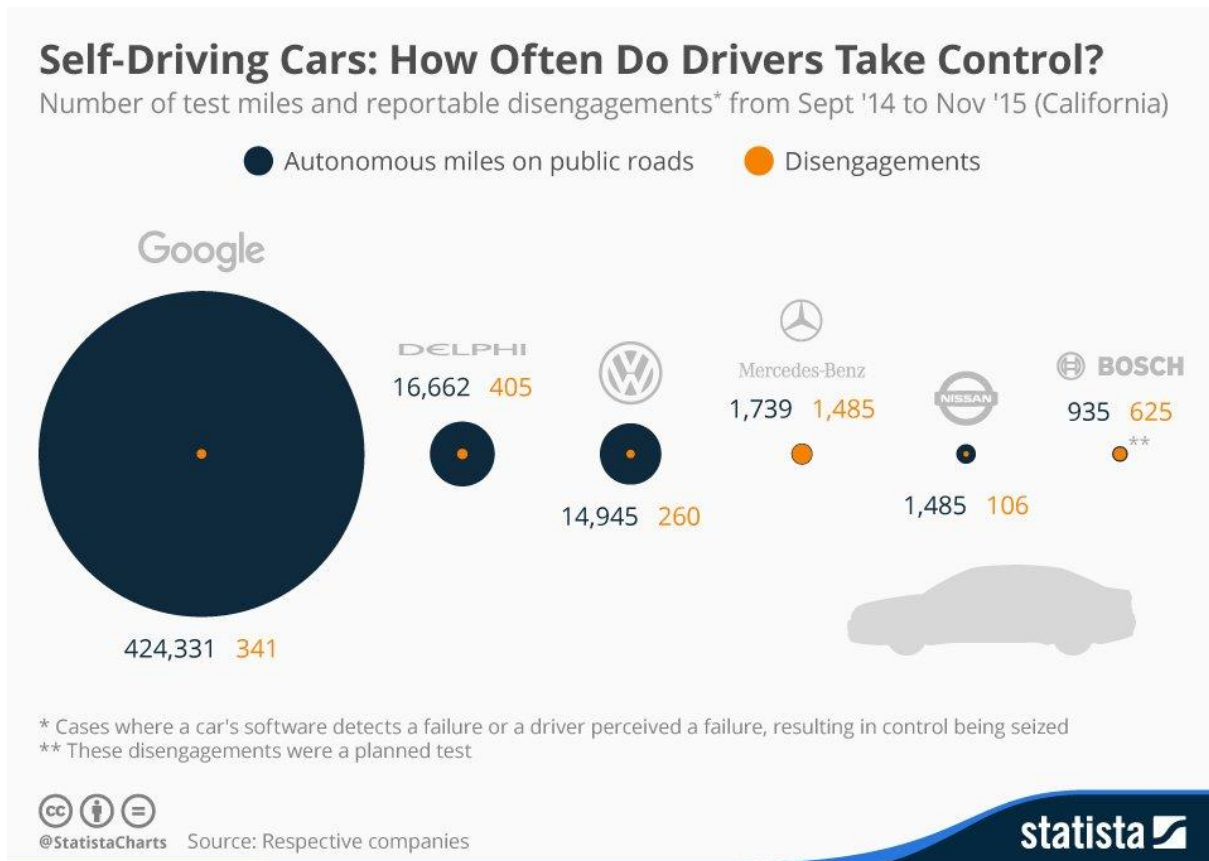 Self-Driving Cars: How Often Do Drivers Take Control?
Number of test miles and reportable disengagements* from Sept '14 to Nov '15 (California)
Autonomous miles on public roads Disengagements
Google
424,331 341
DELPHI
16,662 405
14,945 260
Mercedes-Benz
1,739 1,485
NISSAN
1,485 106
BOSCH
935 625
**
* Cases where a car's software detects a failure or a driver perceived a failure, resulting in control being seized
** These disengagements were a planned test
cc
@StatistaCharts Source: Respective companies
statista